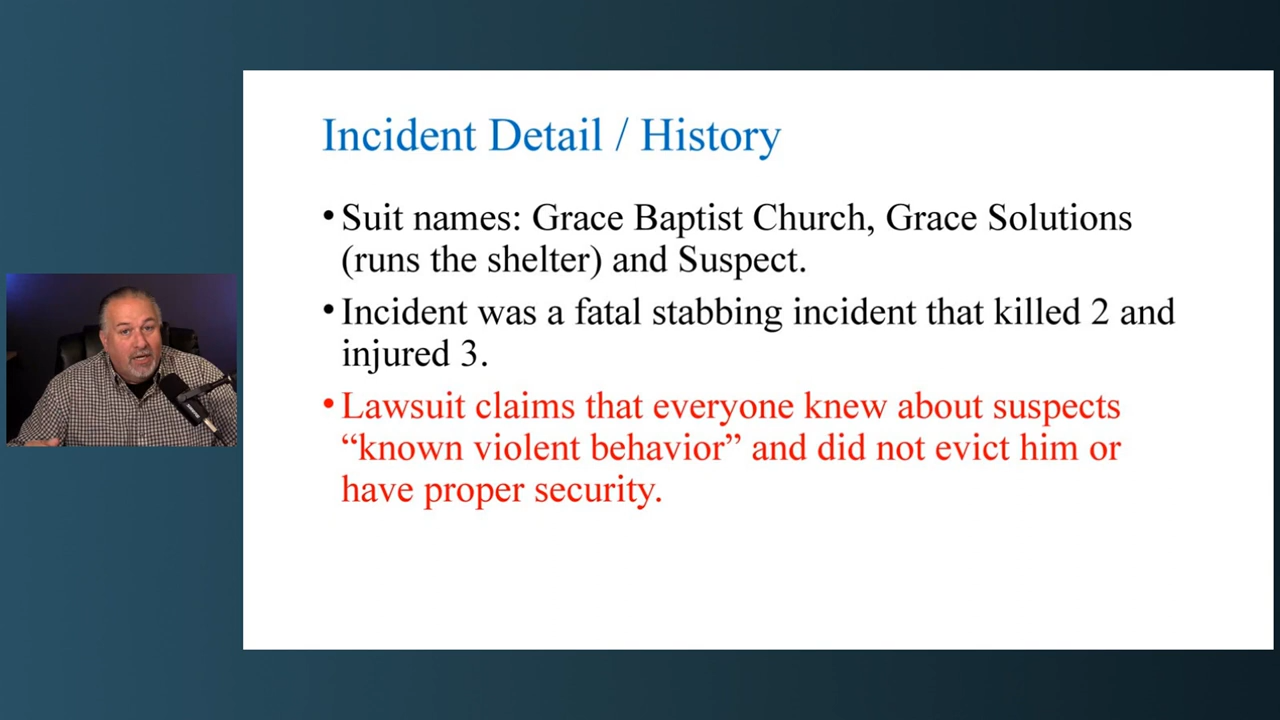 Incident Detail / History
• Suit names: Grace Baptist Church, Grace Solutions
(runs the shelter) and Suspect.
• Incident was a fatal stabbing incident that killed 2 and
injured 3.
• Lawsuit claims that everyone knew about suspects
“known violent behavior” and did not evict him or
have proper security.